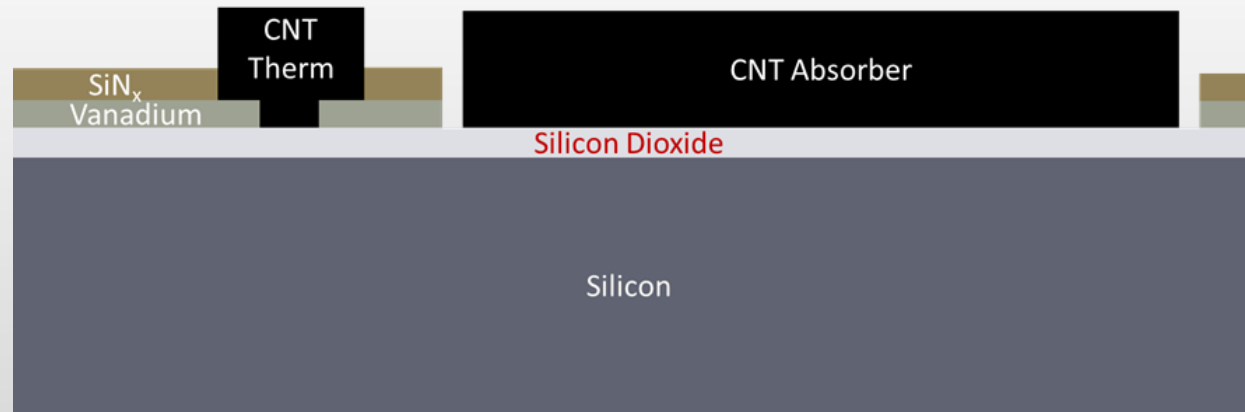 CNT
Therm
CNT Absorber
SiNₓ
Vanadium
Silicon Dioxide
Silicon